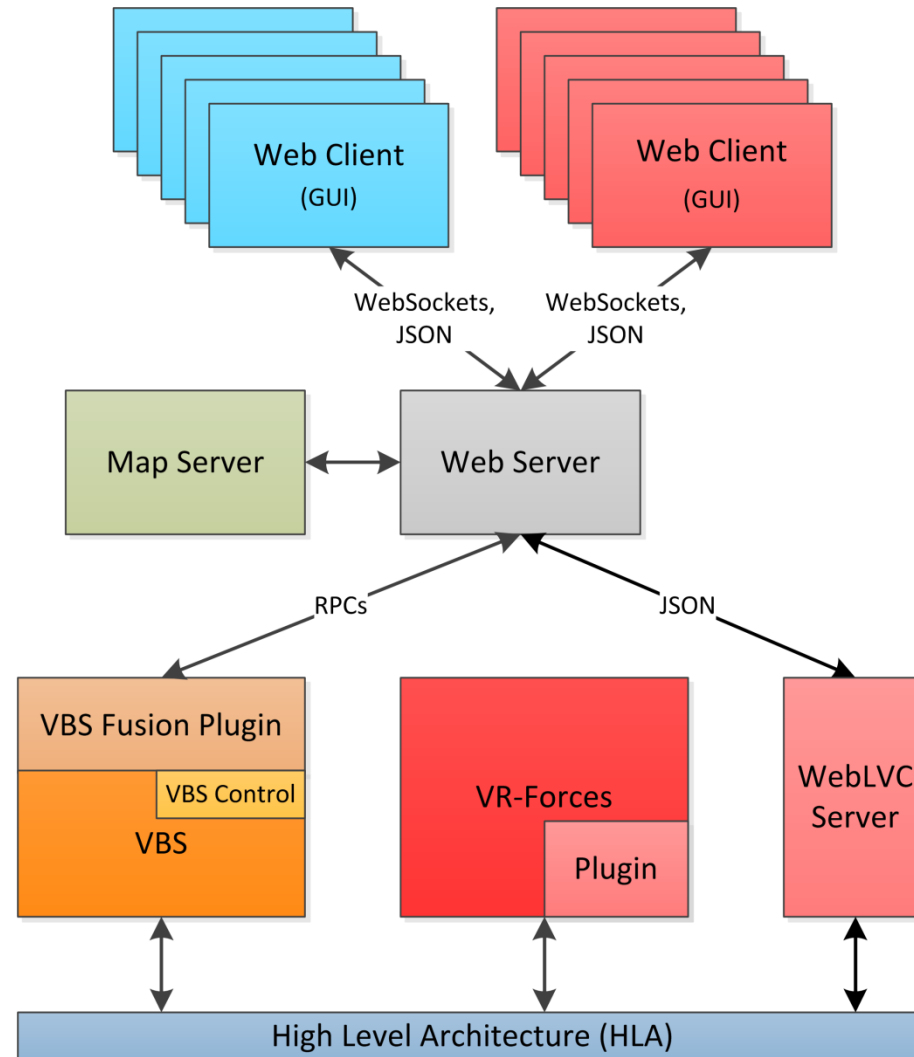 Web Client
(GUI)
Web Client
(GUI)
WebSockets,
JSON
WebSockets,
JSON
Map Server
Web Server
RPCs
JSON
VBS Fusion Plugin
VBS Control
VBS
VR-Forces
Plugin
WebLVC
Server
High Level Architecture (HLA)